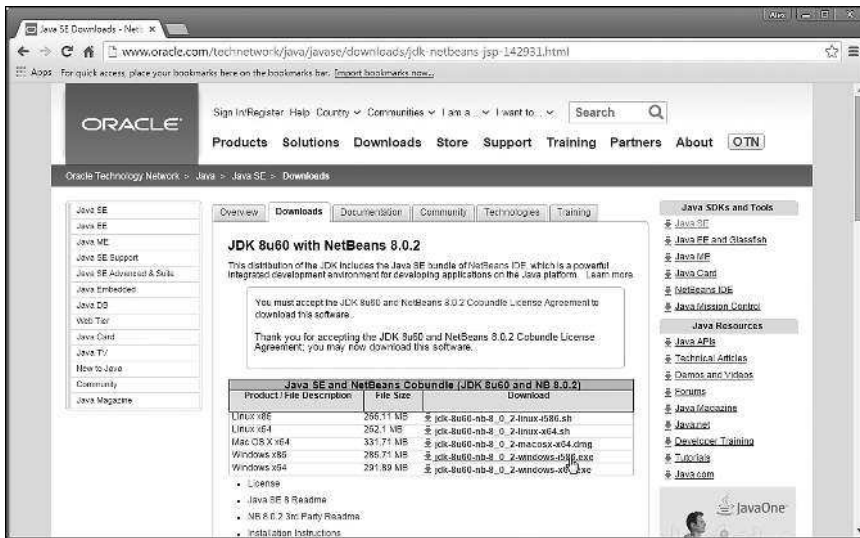 Alex
Java SE Downloads - Net
www.oracle.com/technetwork/java/javase/downloads/jdk-netbeans-jsp-142931.html
Apps For quick access, place your bookmarks here on the bookmarks bar. Import bookmarks now...
ORACLE
Sign In/Register Help Country Communities I am a... I want to... Search
Products Solutions Downloads Store Support Training Partners About OTN
Oracle Technology Network > Java > Java SE > Downloads
Java SE
Java EE
Java ME
Java SE Support
Java SE Advanced & Suite
Java Embedded
Java DB
Web Tier
Java Card
Java TV
New to Java
Community
Java Magazine
Overview Downloads Documentation Community Technologies Training
JDK 8u60 with NetBeans 8.0.2
This distribution of the JDK includes the Java SE bundle of NetBeans IDE, which is a powerful
integrated development environment for developing applications on the Java platform. Learn more
You must accept the JDK 8u60 and NetBeans 8.0.2 Cobundle License Agreement to
download this software.
Thank you for accepting the JDK 8u60 and NetBeans 8.0.2 Cobundle License
Agreement; you may now download this software.
Java SE and NetBeans Cobundle (JDK 8u60 and NB 8.0.2)
Product / File Description File Size Download
Linux x86 266.11 MB jdk-8u60-nb-8_0_2-linux-i586.sh
Linux x64 262.1 MB jdk-8u60-nb-8_0_2-linux-x64.sh
Mac OS X x64 331.71 MB jdk-8u60-nb-8_0_2-macosx-x64.dmg
Windows x86 285.71 MB jdk-8u60-nb-8_0_2-windows-i586.exe
Windows x64 291.89 MB jdk-8u60-nb-8_0_2-windows-x64.exe
License
Java SE 8 Readme
NB 8.0.2 3rd Party Readme
Installation Instructions
Java SDKs and Tools
Java SE
Java EE and Glassfish
Java ME
Java Card
NetBeans IDE
Java Mission Control
Java Resources
Java APIs
Technical Articles
Demos and Videos
Forums
Java Magazine
Java.net
Developer Training
Tutorials
Java.com
JavaOne